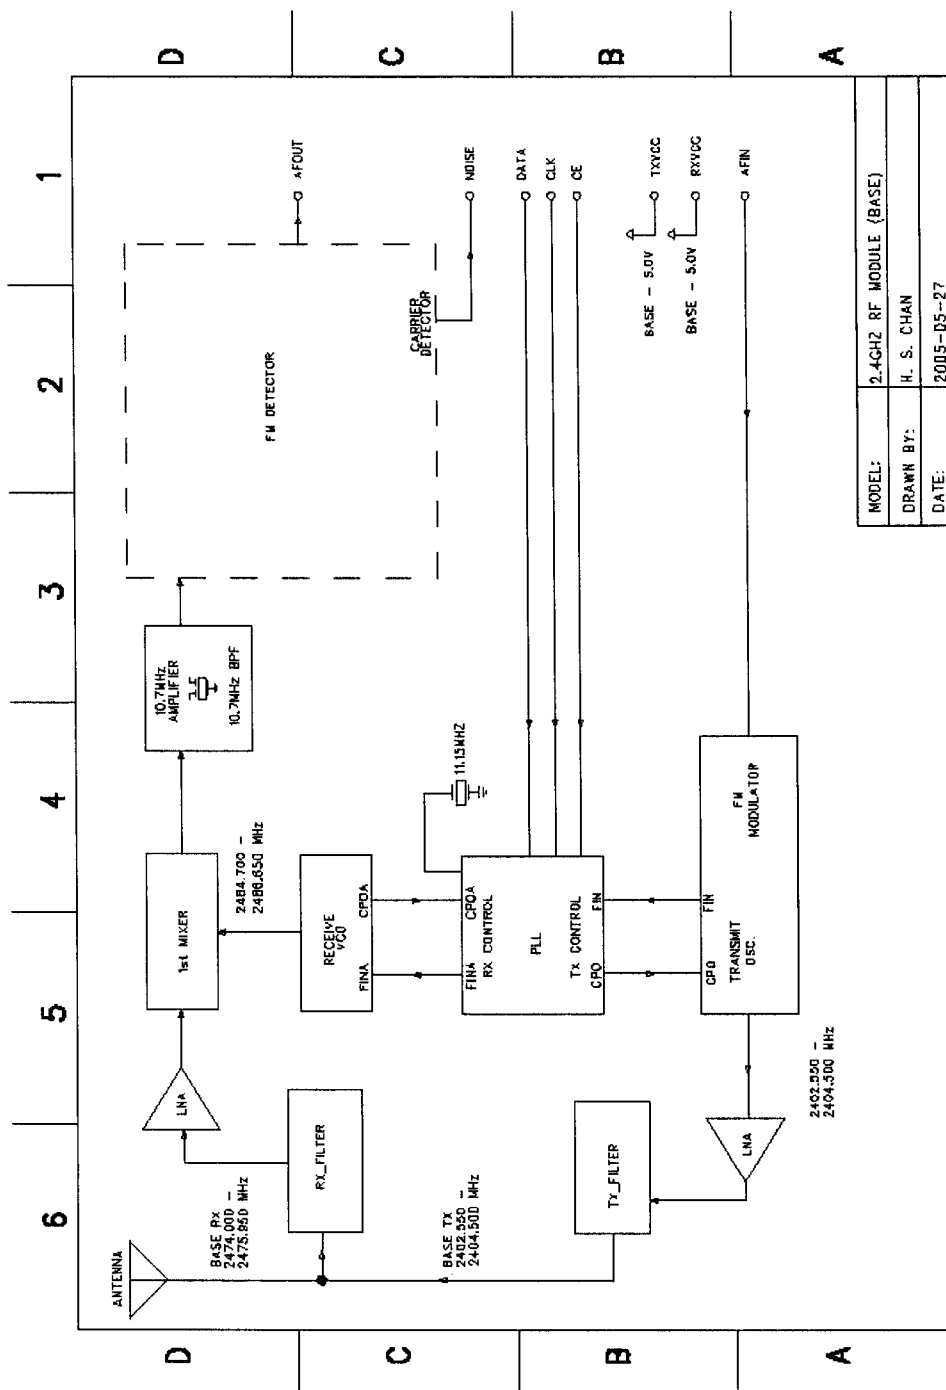 6
5
4
3
2
1
D
C
B
A
D
C
B
A
ANTENNA
BASE RX
2474.000 -
2475.950 MHz
RX_FILTER
LNA
1st MIXER
2484.700 -
2486.650 MHz
10.7MHz
AMPLIFIER
10.7MHz BPF
FM DETECTOR
CARRIER
DETECTOR
AFOUT
NOISE
RECEIVE
VCO
FINA
CPOA
11.15MHZ
FINA
CPOA
RX CONTROL
PLL
TX CONTROL
CPO
FIN
DATA
CLK
CE
BASE - 5.0V
TXVCC
BASE - 5.0V
RXVCC
AFIN
BASE TX
2402.550 -
2404.500 MHz
TX_FILTER
LNA
2402.550 -
2404.500 MHz
CPO
FIN
TRANSMIT
OSC.
FM
MODULATOR
MODEL: 2.4GHZ RF MODULE (BASE)
DRAWN BY: H. S. CHAN
DATE: 2005-05-27